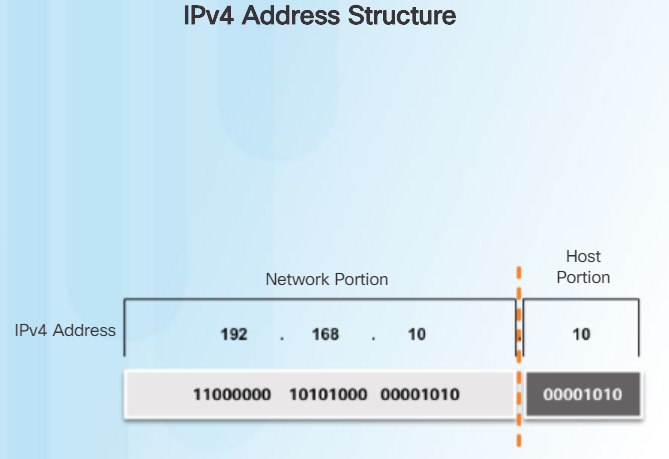 IPv4 Address Structure
Host
Portion
Network Portion
IPv4 Address
192 . 168 . 10 . 10
11000000 10101000 00001010 00001010